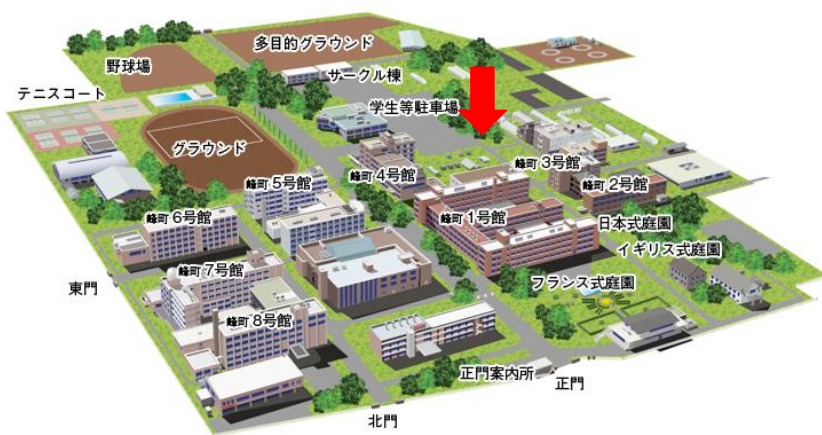 多目的グラウンド
野球場
サークル棟
テニスコート
学生等駐車場
グラウンド
峰町3号館
峰町4号館
峰町5号館
峰町2号館
峰町6号館
峰町1号館
日本式庭園
イギリス式庭園
峰町7号館
東門
フランス式庭園
峰町8号館
正門案内所
正門
北門